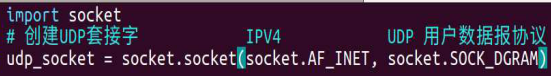 import socket
# 创建UDP套接字 IPV4 UDP 用户数据报协议
udp_socket = socket.socket(socket.AF_INET, socket.SOCK_DGRAM)